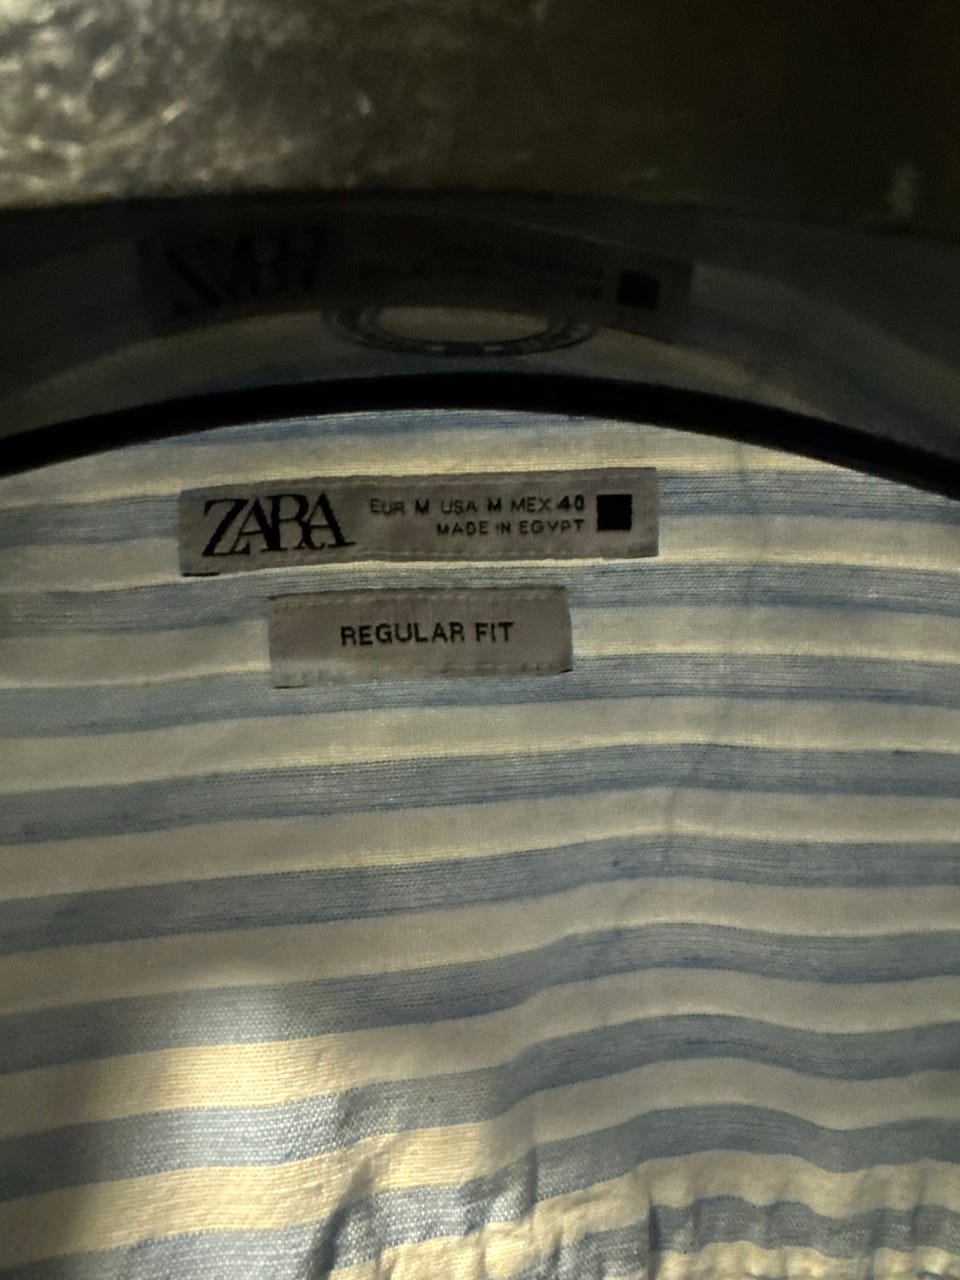 ZARA
EUR M USA M MEX 40
MADE IN EGYPT
REGULAR FIT